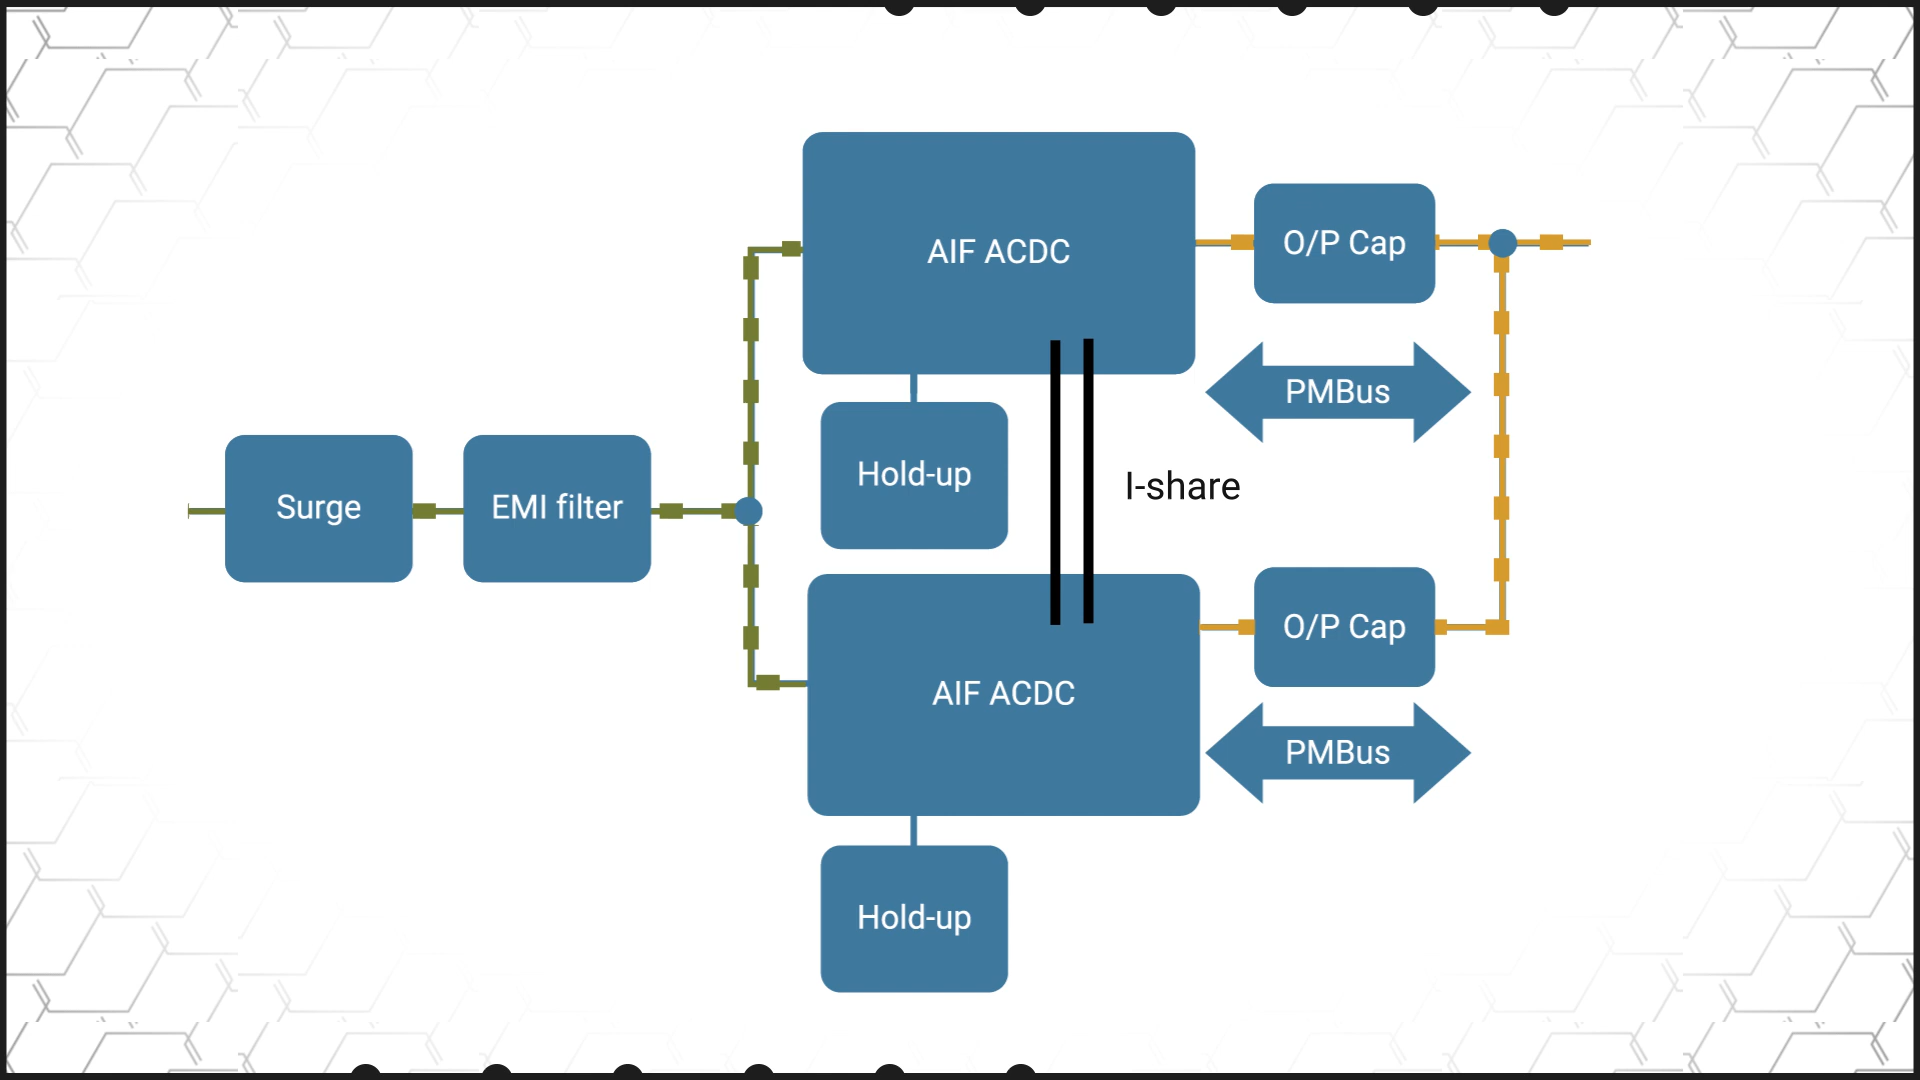 AIF ACDC
O/P Cap
PMBus
Surge
EMI filter
Hold-up
I-share
AIF ACDC
O/P Cap
PMBus
Hold-up